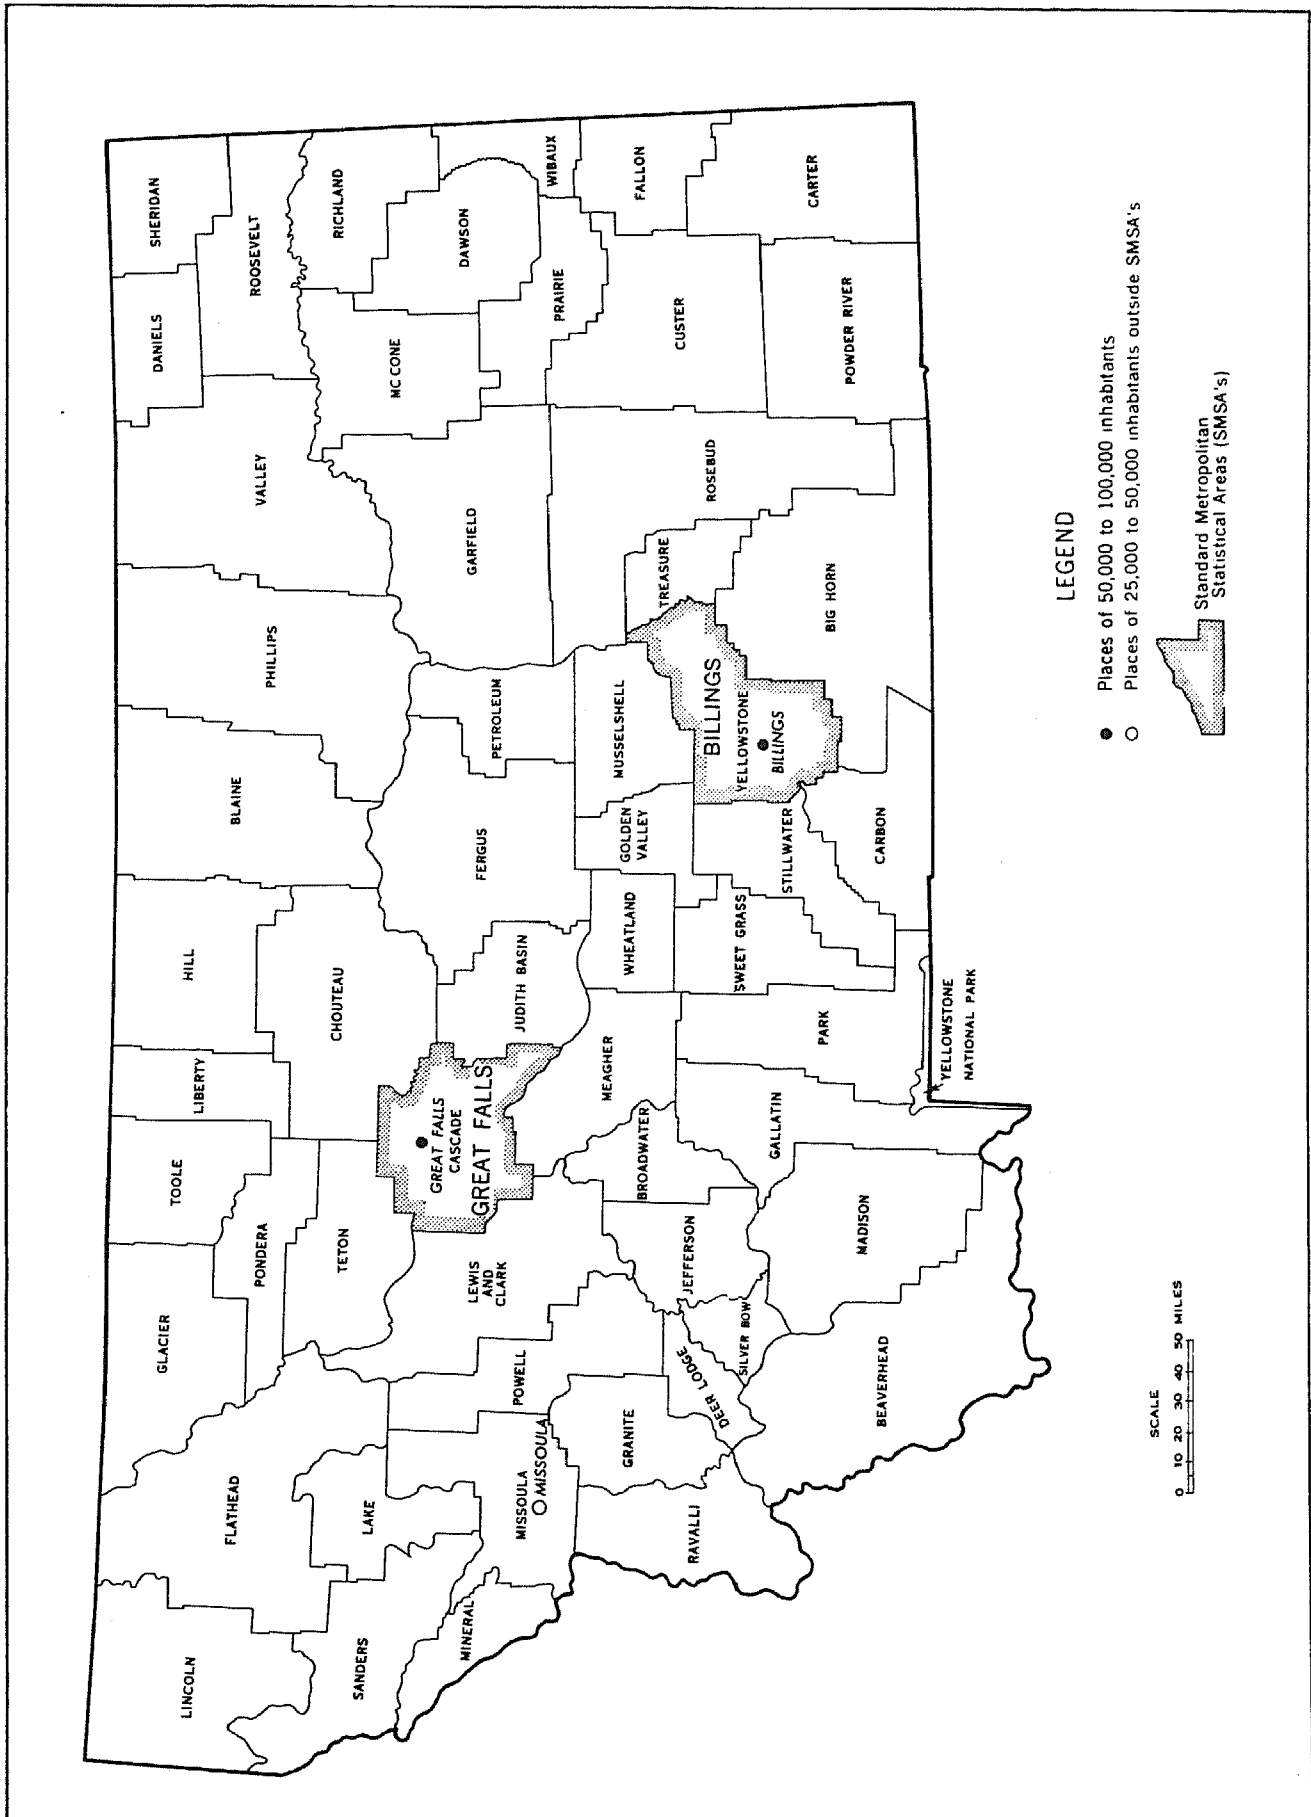 LINCOLN
FLATHEAD
GLACIER
TOOLE
LIBERTY
HILL
BLAINE
PHILLIPS
VALLEY
DANIELS
SHERIDAN
ROOSEVELT
SANDERS
LAKE
PONDERA
TETON
CHOUTEAU
RICHLAND
MC CONE
DAWSON
MINERAL
MISSOULA
MISSOULA
POWELL
LEWIS
AND
CLARK
GREAT FALLS
CASCADE
GREAT FALLS
JUDITH BASIN
FERGUS
PETROLEUM
GARFIELD
PRAIRIE
WIBAUX
RAVALLI
GRANITE
DEER LODGE
SILVER BOW
JEFFERSON
BROADWATER
MEAGHER
WHEATLAND
GOLDEN
VALLEY
MUSSELSHELL
TREASURE
ROSEBUD
CUSTER
FALLON
BILLINGS
YELLOWSTONE
BILLINGS
BEAVERHEAD
MADISON
GALLATIN
PARK
SWEET GRASS
STILLWATER
CARBON
BIG HORN
POWDER RIVER
CARTER
YELLOWSTONE
NATIONAL PARK
SCALE
0 10 20 30 40 50 MILES
LEGEND
Places of 50,000 to 100,000 inhabitants
Places of 25,000 to 50,000 inhabitants outside SMSA's
Standard Metropolitan
Statistical Areas (SMSA's)